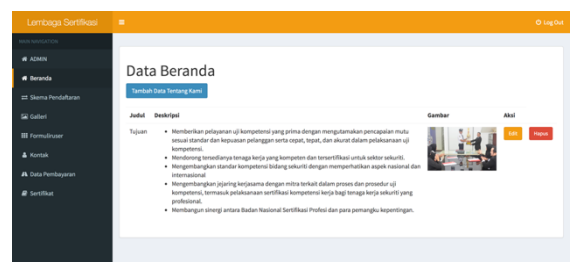 Lembaga Sertifikasi
Log Out
MAIN NAVIGATION
ADMIN
Beranda
Skema Pendaftaran
Galleri
Formuliruser
Kontak
Data Pembayaran
Sertifikat
Data Beranda
Tambah Data Tentang Kami
Judul Deskripsi Gambar Aksi
Tujuan
• Memberikan pelayanan uji kompetensi yang prima dengan mengutamakan pencapaian mutu
sesuai standar dan kepuasan pelanggan serta cepat, tepat, dan akurat dalam pelaksanaan uji
kompetensi.
• Mendorong tersedianya tenaga kerja yang kompeten dan tersertifikasi untuk sektor sekuriti.
• Mengembangkan standar kompetensi bidang sekuriti dengan memperhatikan aspek nasional dan
internasional
• Mengembangkan jejaring kerjasama dengan mitra terkait dalam proses dan prosedur uji
kompetensi, termasuk pelaksanaan sertifikasi kompetensi kerja bagi tenaga kerja sekuriti yang
profesional.
• Membangun sinergi antara Badan Nasional Sertifikasi Profesi dan para pemangku kepentingan.
Edit Hapus